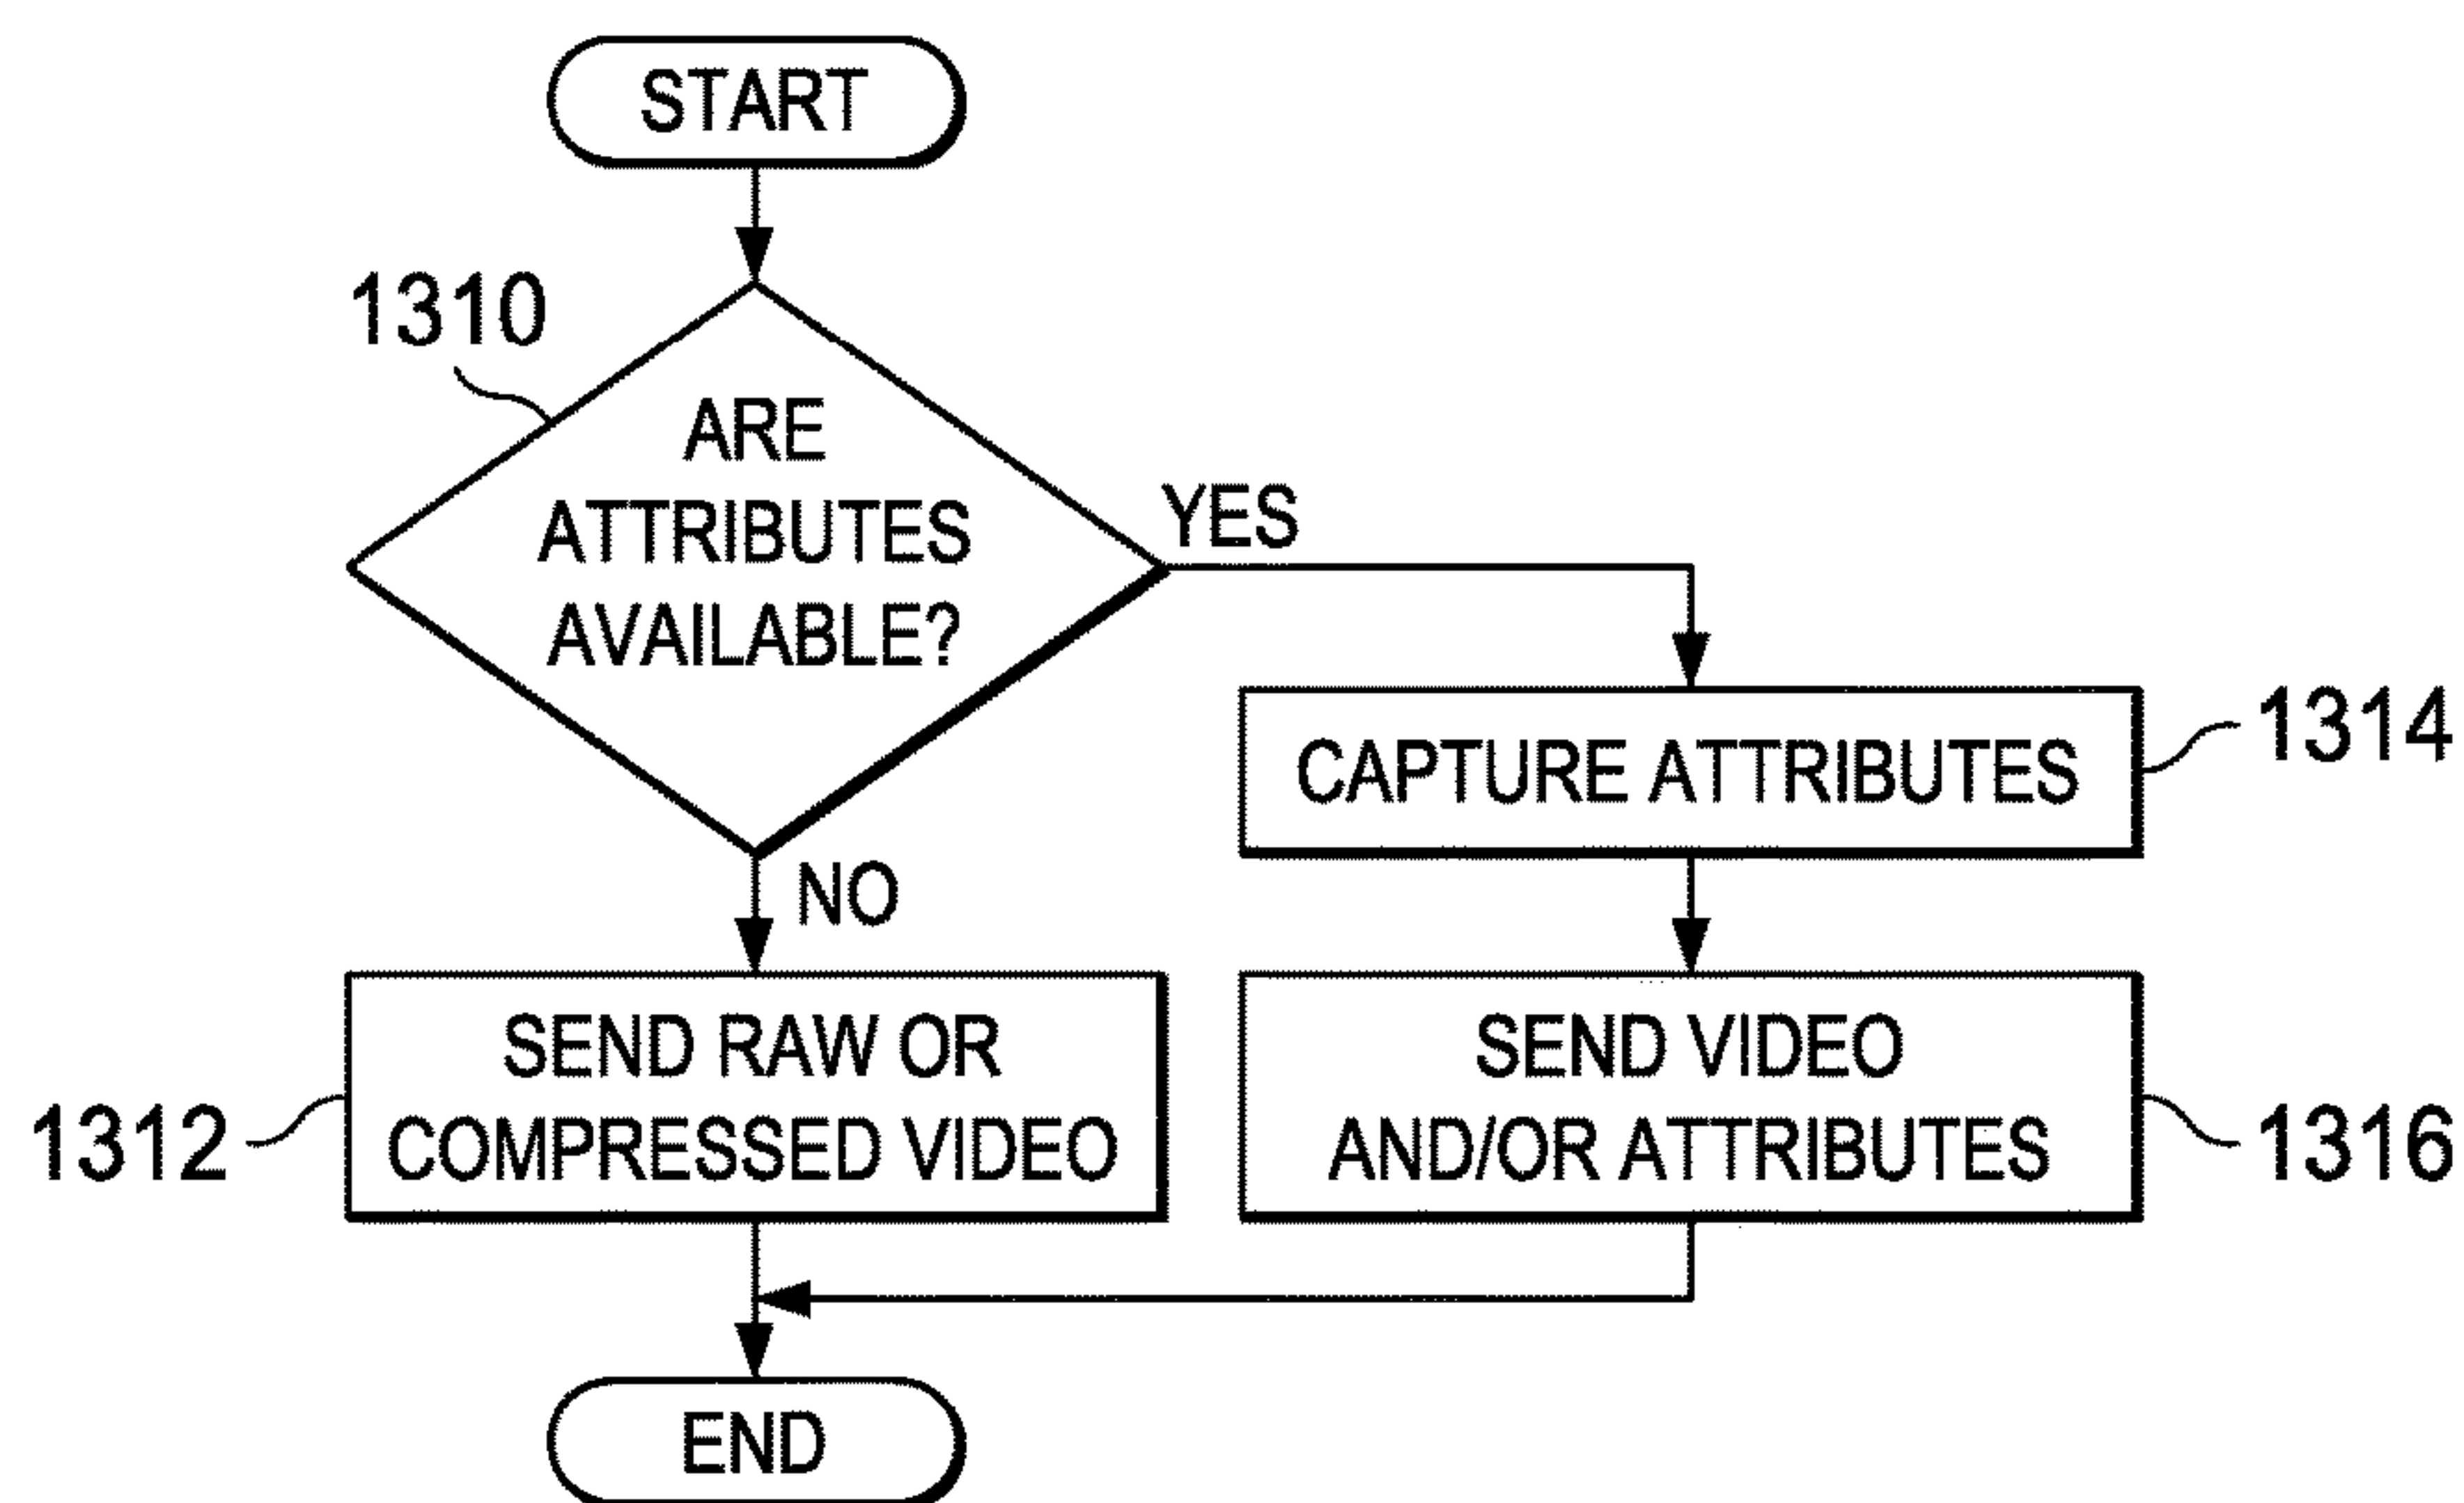 START
1310
ARE
ATTRIBUTES
AVAILABLE?
YES
CAPTURE ATTRIBUTES
1314
NO
SEND RAW OR
COMPRESSED VIDEO
1312
SEND VIDEO
AND/OR ATTRIBUTES
1316
END